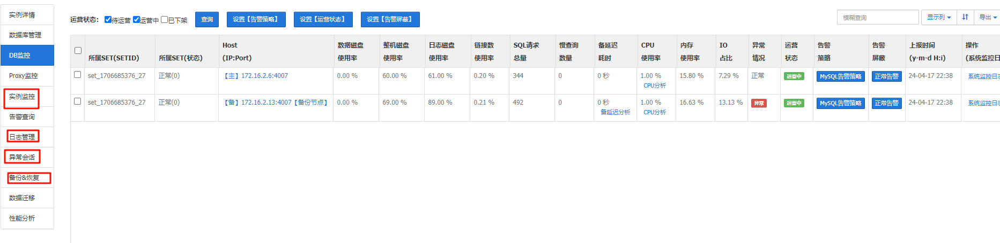 实例详情
数据库管理
DB监控
Proxy监控
实例监控
告警查询
日志管理
异常会话
备份&恢复
数据迁移
性能分析
运营状态： 待运营 运营中 已下架 查询 设置【告警策略】 设置【运营状态】 设置【告警屏蔽】 模糊查询 显示列 导出
所属SET(SETID) 所属SET(状态) Host (IP:Port) 数据磁盘使用率 整机磁盘使用率 日志磁盘使用率 链接数使用率 SQL请求总量 慢查询数量 备延迟耗时 CPU使用率 内存使用率 IO占比 异常情况 运营状态 告警策略 告警屏蔽 上报时间 (y-m-d H:i) 操作 (系统监控日
set_1706685376_27 正常(0) 【主】172.16.2.6:4007 0.00 % 60.00 % 61.00 % 0.20 % 344 0 0 秒 1.00 % 15.80 % 7.29 % 正常 运营中 MySQL告警策略 正常告警 24-04-17 22:38 系统监控日志
CPU分析
set_1706685376_27 正常(0) 【备】172.16.2.13:4007【备份节点】 0.00 % 69.00 % 89.00 % 0.21 % 492 0 0 秒 1.00 % 16.63 % 13.13 % 异常 运营中 MySQL告警策略 正常告警 24-04-17 22:38 系统监控日志
备延迟分析 CPU分析